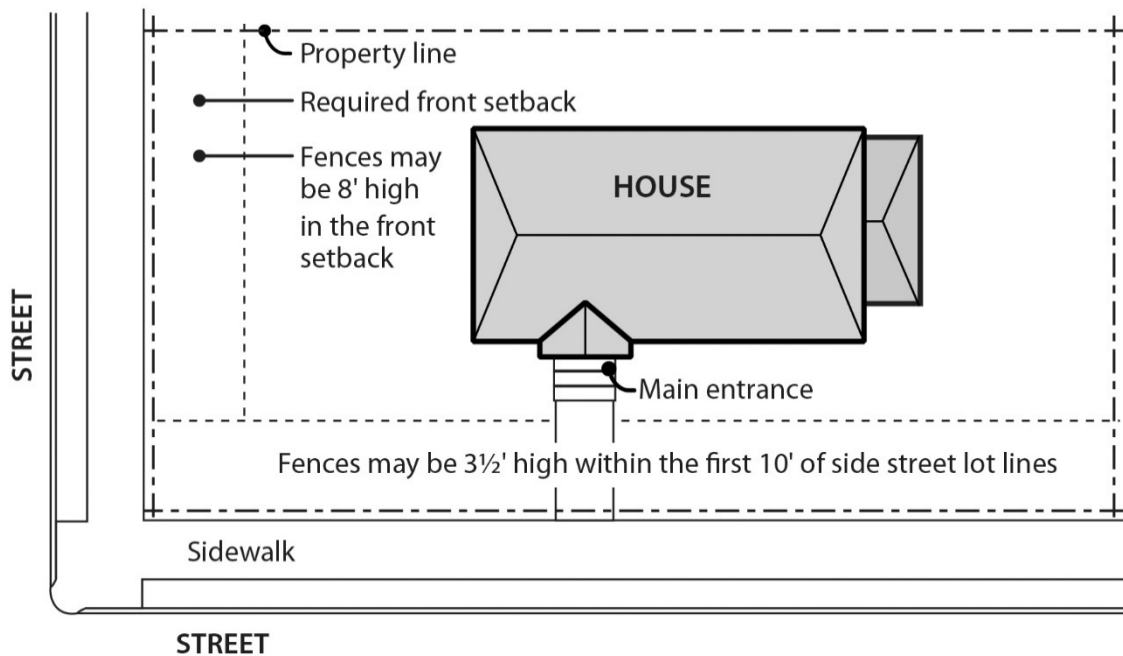 Property line
Required front setback
Fences may
be 8' high
in the front
setback
HOUSE
STREET
Main entrance
Fences may be 3½' high within the first 10' of side street lot lines
Sidewalk
STREET